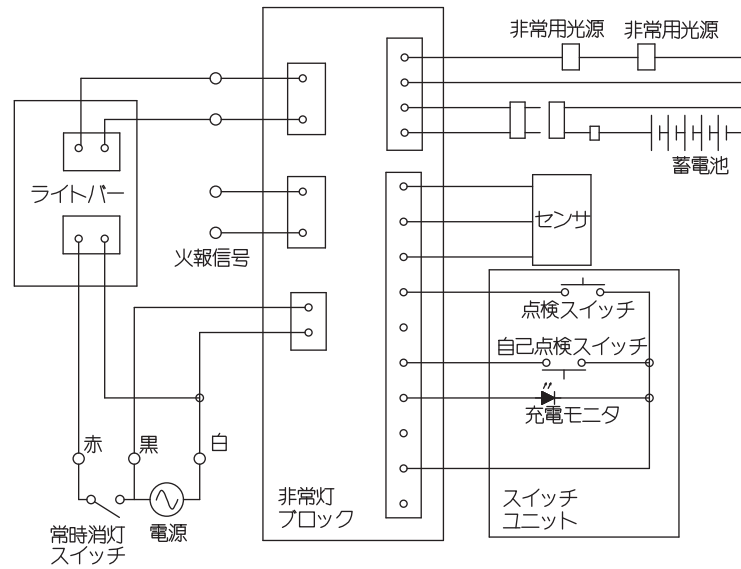 非常用光源
非常用光源
蓄電池
ライトバー
センサ
火報信号
点検スイッチ
自己点検スイッチ
充電モニタ
赤
黒
白
非常灯
ブロック
スイッチ
ユニット
常時消灯
スイッチ
電源